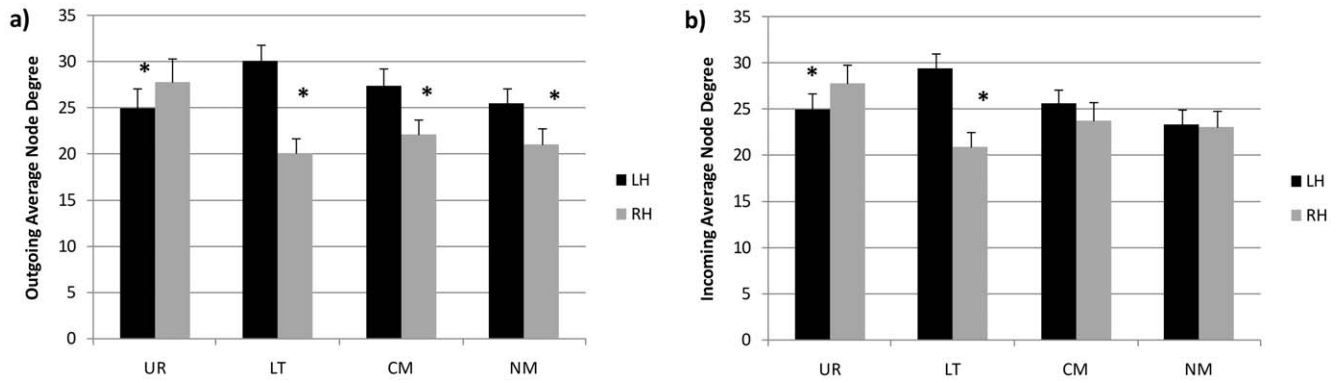 a)
Outgoing Average Node Degree
35
30
25
20
15
10
5
0
*
*
*
*
UR LT CM NM
LH
RH
b)
Incoming Average Node Degree
35
30
25
20
15
10
5
0
*
*
UR LT CM NM
LH
RH